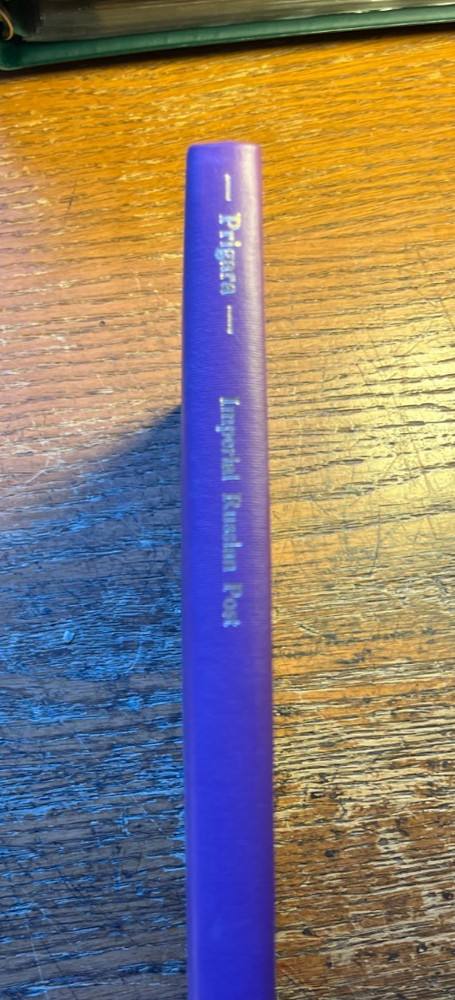 — Prigara — Imperial Russian Post